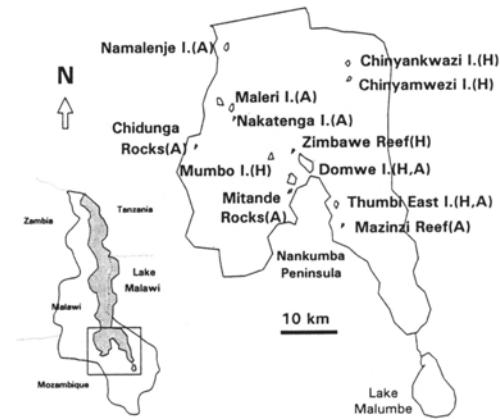 Namalenje I.(A)
Chinyankwazi I.(H)
Chinyamwezi I.(H)
N
Maleri I.(A)
Nakatenga I.(A)
Chidunga
Rocks(A)
Zimbawe Reef(H)
Mumbo I.(H)
Domwe I.(H,A)
Mitande
Rocks(A)
Thumbi East I.(H,A)
Mazinzi Reef(A)
Nankumba
Peninsula
Zambia
Tanzania
Lake
Malawi
Malawi
10 km
Mozambique
Lake
Malumbe